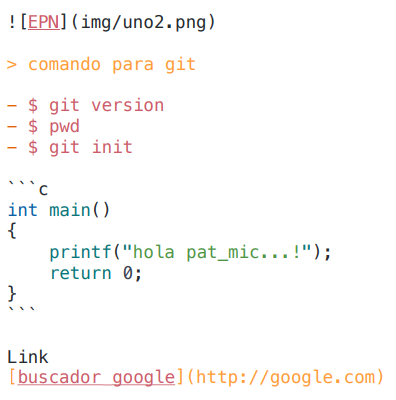 ![EPN](img/uno2.png)
> comando para git
- $ git version
- $ pwd
- $ git init
```c
int main()
{
    printf("hola pat_mic...!");
    return 0;
}
```
Link
[buscador google](http://google.com)